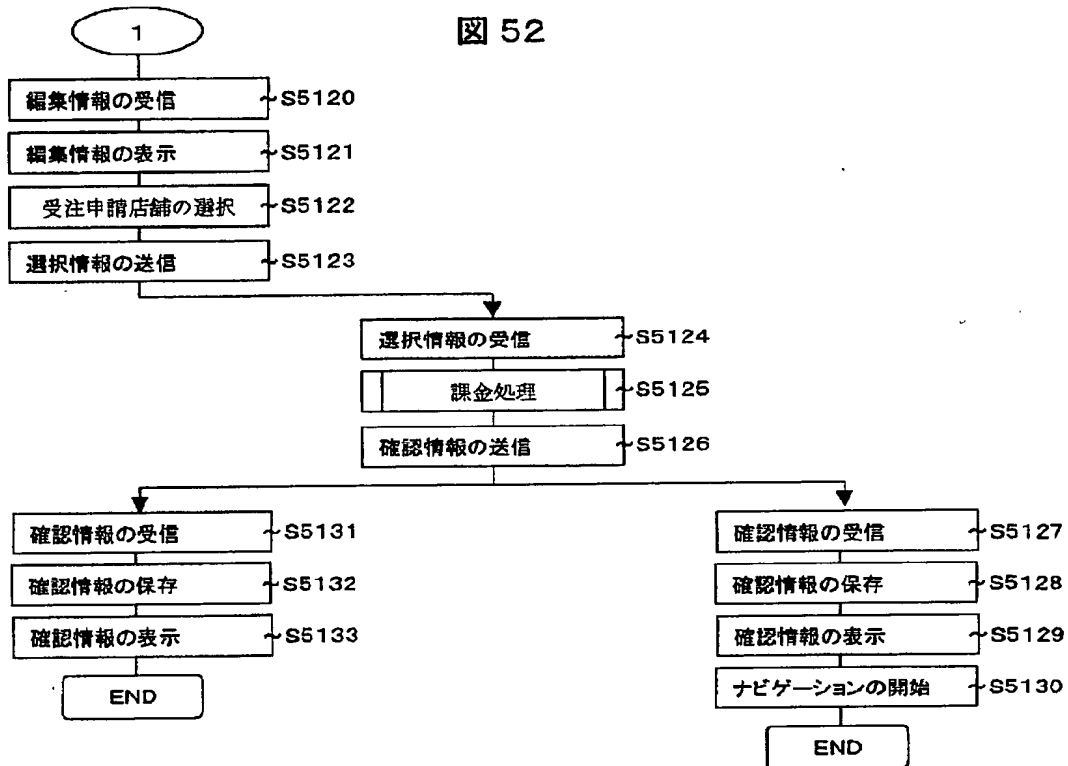 図 52
1
編集情報の受信 ~S5120
編集情報の表示 ~S5121
受注申請店舗の選択 ~S5122
選択情報の送信 ~S5123
選択情報の受信 ~S5124
課金処理 ~S5125
確認情報の送信 ~S5126
確認情報の受信 ~S5131
確認情報の保存 ~S5132
確認情報の表示 ~S5133
END
確認情報の受信 ~S5127
確認情報の保存 ~S5128
確認情報の表示 ~S5129
ナビゲーションの開始 ~S5130
END